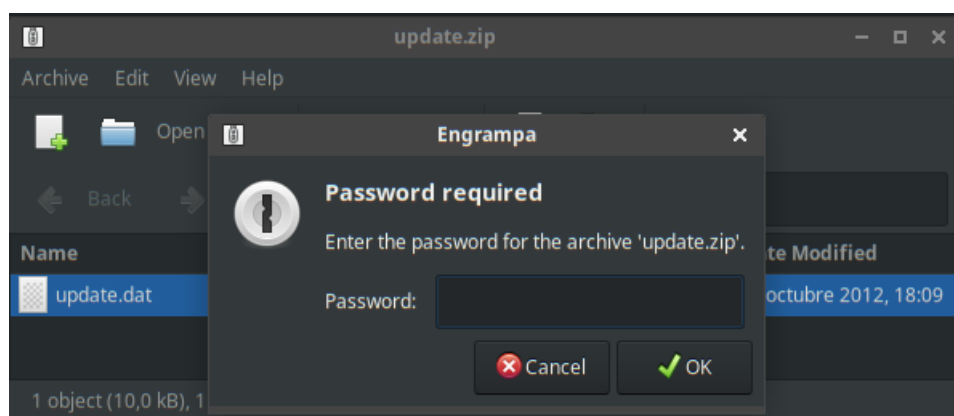 update.zip
Archive Edit View Help
Open
Engrampa
Back
Password required
Enter the password for the archive 'update.zip'.
Name
te Modified
Password:
update.dat
octubre 2012, 18:09
Cancel
OK
1 object (10,0 kB), 1